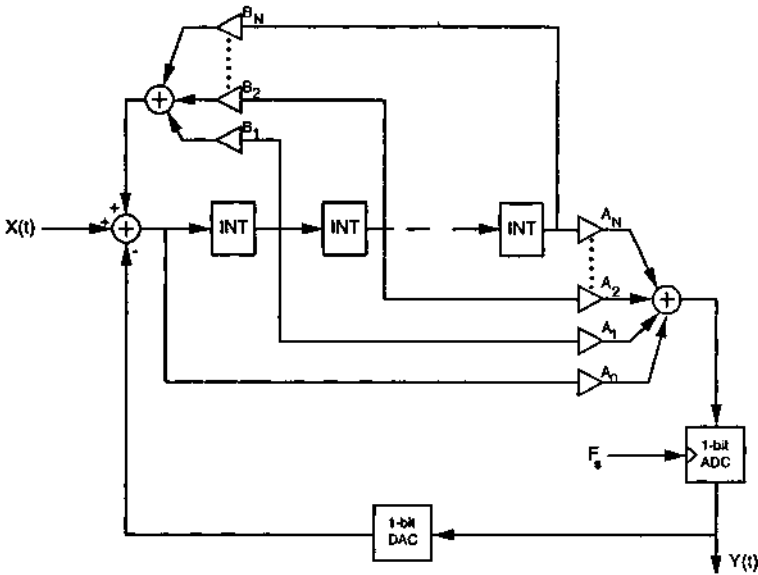 B_N
B_2
B_1
+
+
+
X(t)
+
+
-
INT
INT
INT
A_N
A_2
+
A_1
A_0
F_s
1-bit
ADC
1-bit
DAC
Y(t)